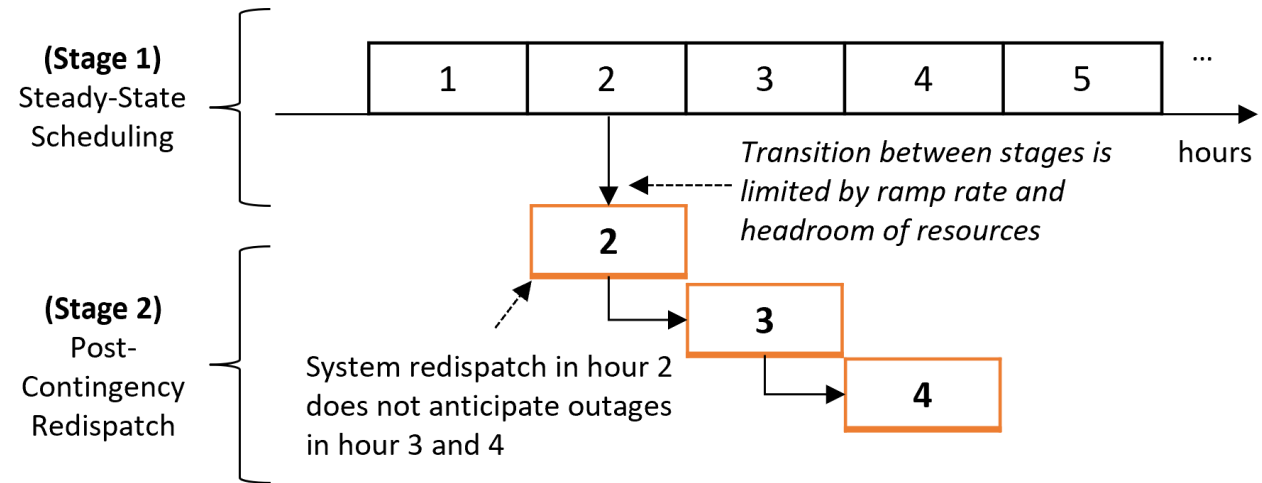 (Stage 1)
Steady-State
Scheduling
1 2 3 4 5 ...
hours
Transition between stages is
limited by ramp rate and
headroom of resources
2
3
4
(Stage 2)
Post-
Contingency
Redispatch
System redispatch in hour 2
does not anticipate outages
in hour 3 and 4